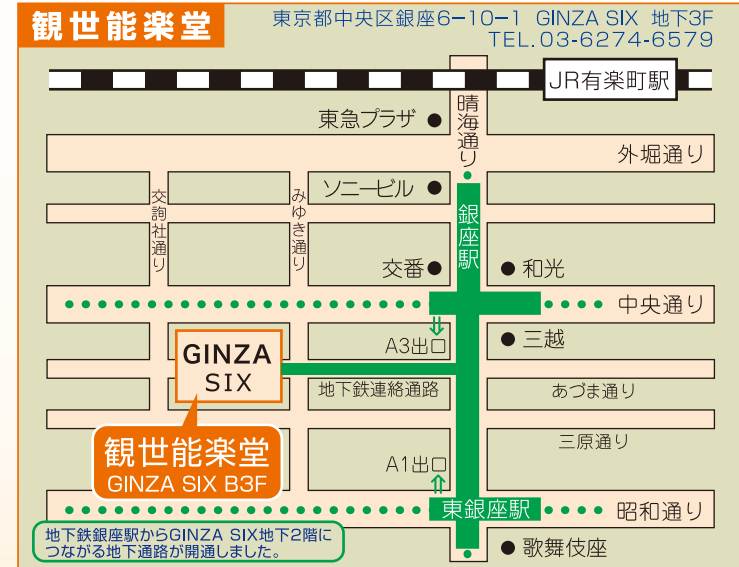 観世能楽堂
東京都中央区銀座6-10-1 GINZA SIX 地下3F
TEL.03-6274-6579
JR有楽町駅
東急プラザ
晴海通り
外堀通り
ソニービル
交詢社通り
みゆき通り
銀座駅
交番
和光
中央通り
A3出口
三越
GINZA
SIX
地下鉄連絡通路
あづま通り
観世能楽堂
GINZA SIX B3F
三原通り
A1出口
東銀座駅
昭和通り
地下鉄銀座駅からGINZA SIX地下2階に
つながる地下通路が開通しました。
歌舞伎座